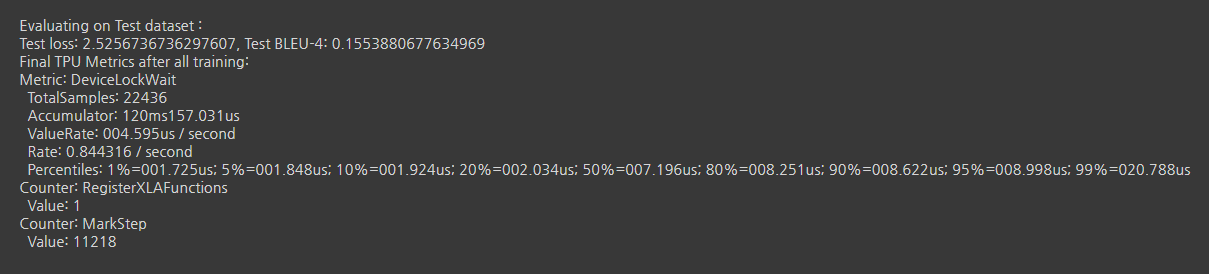 Evaluating on Test dataset :
Test loss: 2.5256736736297607, Test BLEU-4: 0.1553880677634969
Final TPU Metrics after all training:
Metric: DeviceLockWait
TotalSamples: 22436
Accumulator: 120ms157.031us
ValueRate: 004.595us / second
Rate: 0.844316 / second
Percentiles: 1%=001.725us; 5%=001.848us; 10%=001.924us; 20%=002.034us; 50%=007.196us; 80%=008.251us; 90%=008.622us; 95%=008.998us; 99%=020.788us
Counter: RegisterXLAFunctions
Value: 1
Counter: MarkStep
Value: 11218